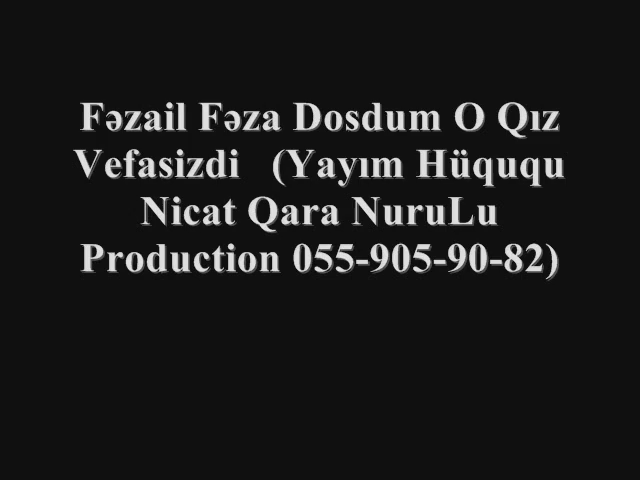 Fəzail Fəza Dosdum O Qız
Vefasizdi (Yayım Hüququ
Nicat Qara NuruLu
Production 055-905-90-82)